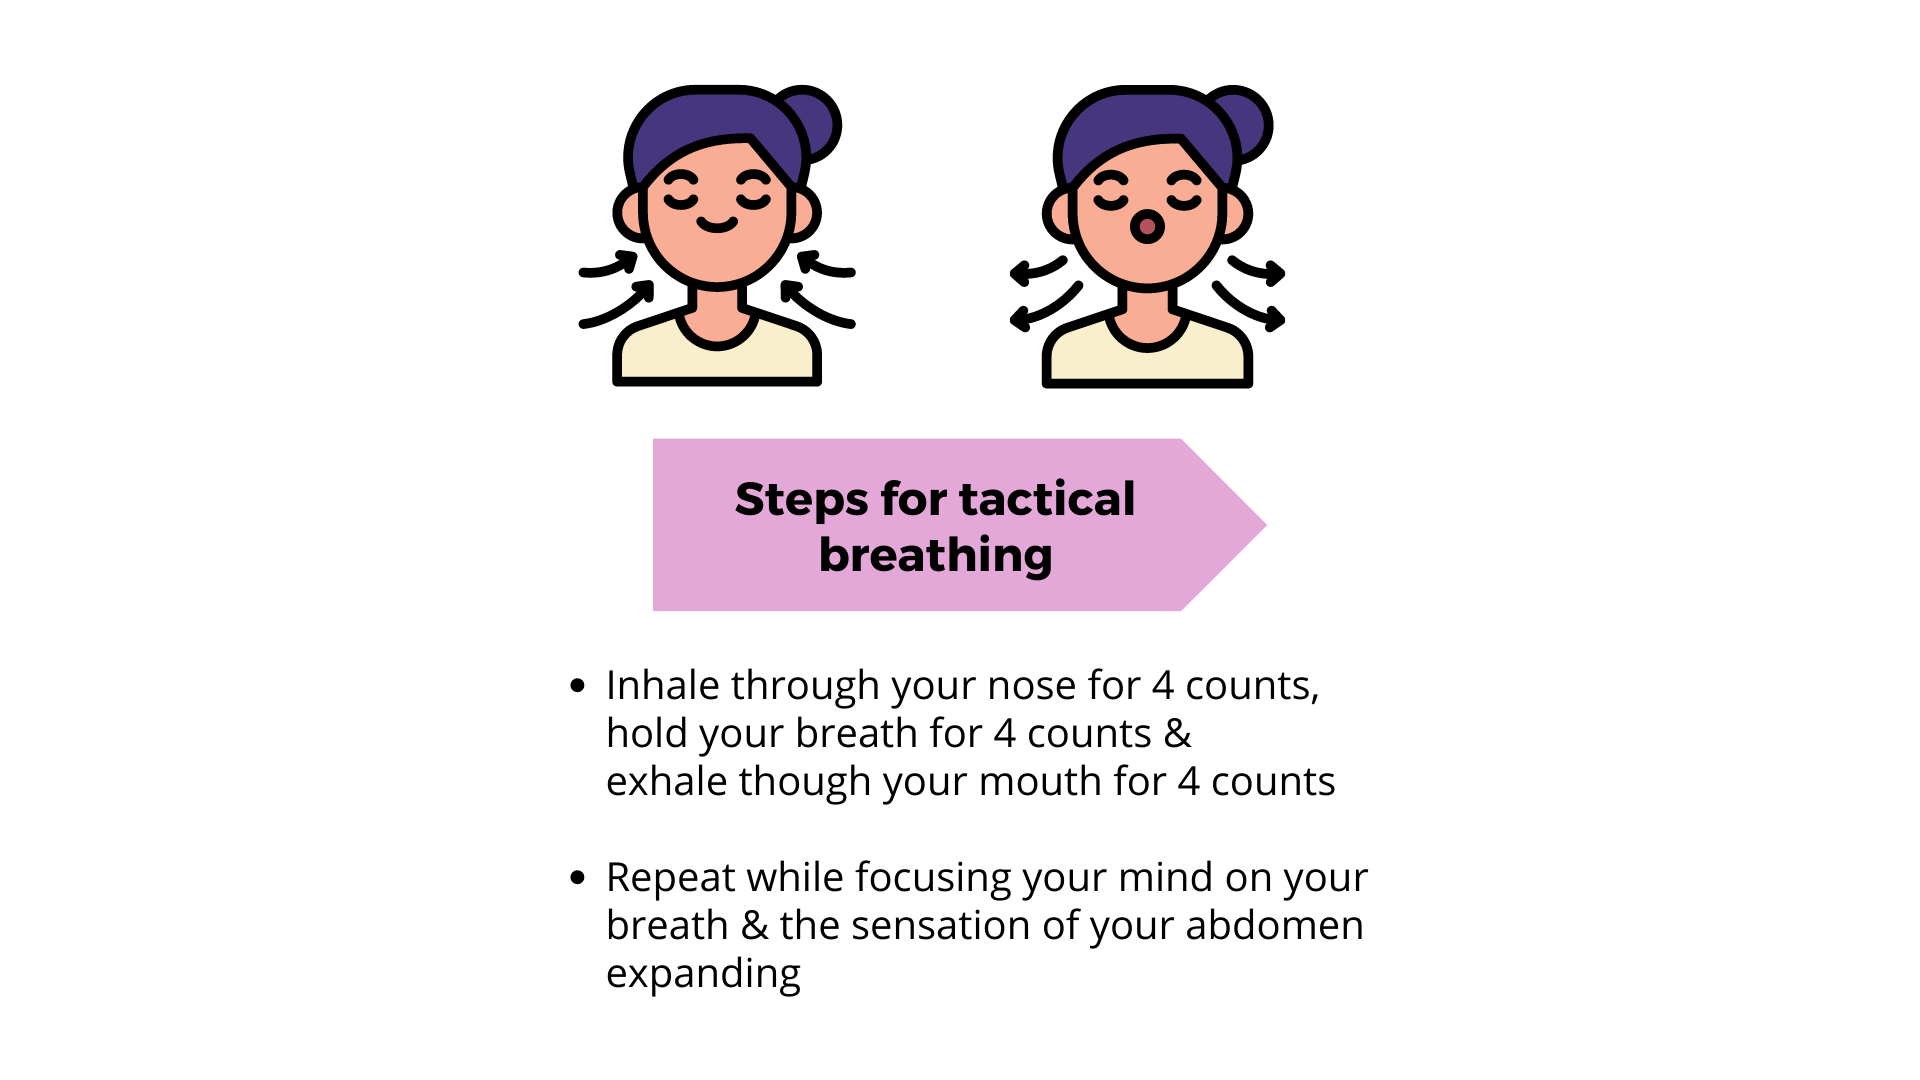 Steps for tactical
breathing
• Inhale through your nose for 4 counts,
hold your breath for 4 counts &
exhale though your mouth for 4 counts
• Repeat while focusing your mind on your
breath & the sensation of your abdomen
expanding